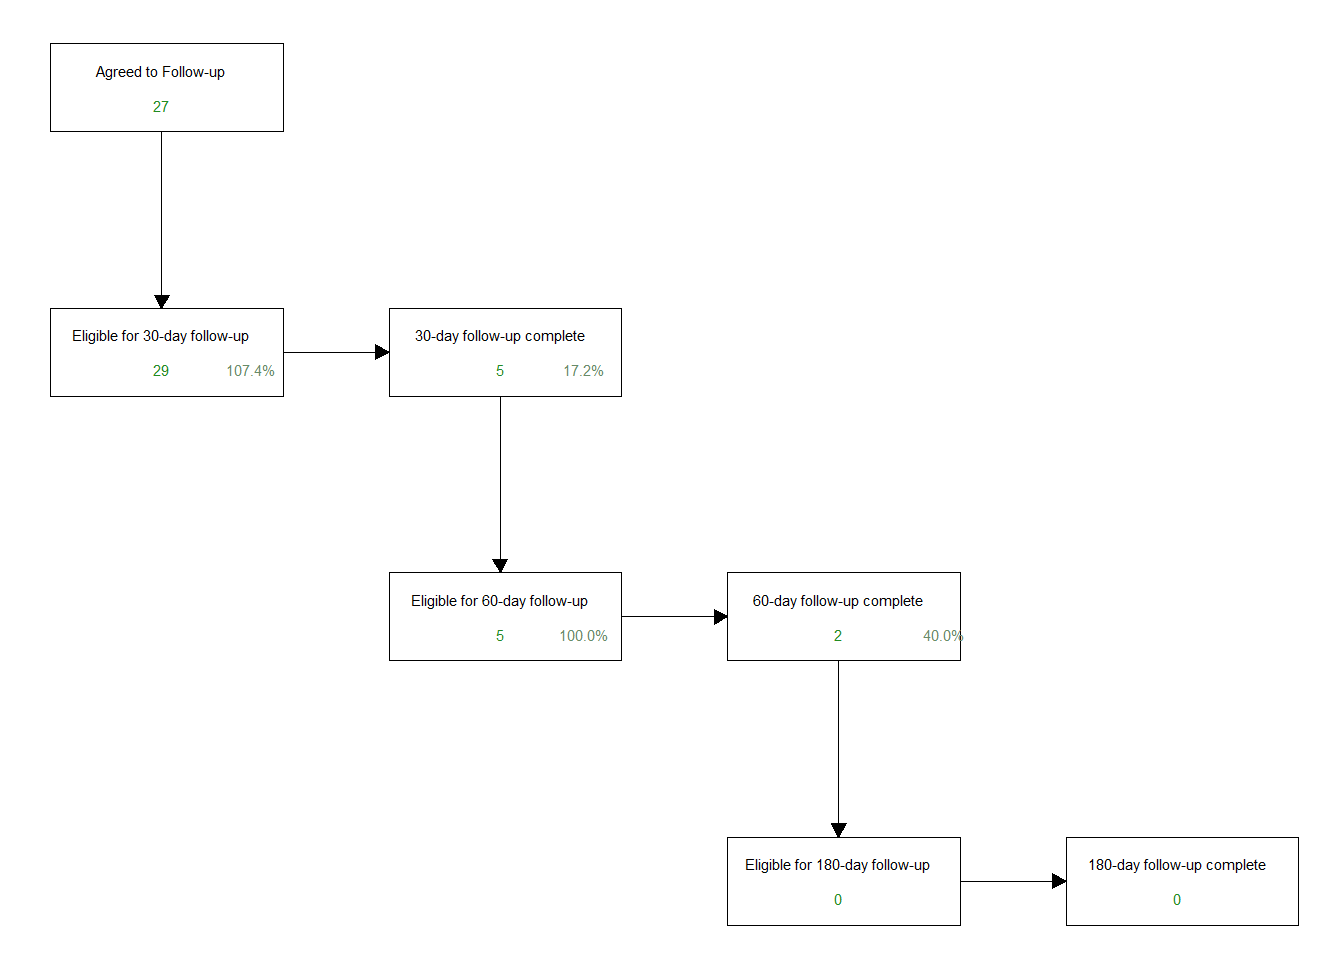 Agreed to Follow-up
27
Eligible for 30-day follow-up
29 107.4%
30-day follow-up complete
5 17.2%
Eligible for 60-day follow-up
5 100.0%
60-day follow-up complete
2 40.0%
Eligible for 180-day follow-up
0
180-day follow-up complete
0